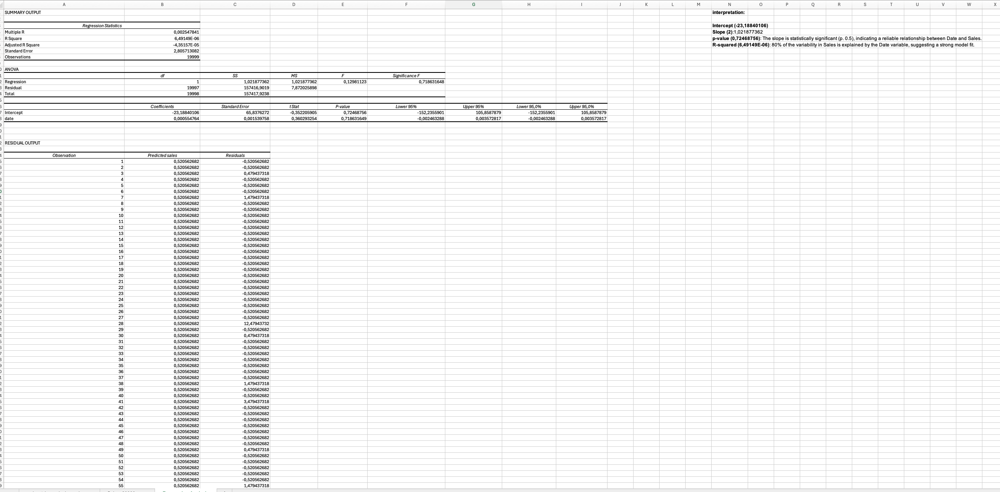 A B C D E F G H I J K L M N O P Q R S T U V W X
SUMMARY OUTPUT interpretation:
Regression Statistics Intercept (-23,18840106)
Multiple R 0,002547841 Slope (2):1,021877362
R Square 6,49149E-06 p-value (0,72468756): The slope is statistically significant (p. 0.5), indicating a reliable relationship between Date and Sales.
Adjusted R Square -4,35157E-05 R-squared (6,49149E-06): 80% of the variability in Sales is explained by the Date variable, suggesting a strong model fit.
Standard Error 2,805713082
Observations 19999
ANOVA
df SS MS F Significance F
Regression 1 1,021877362 1,021877362 0,12981123 0,718631648
Residual 19997 157416,9019 7,872025898
Total 19998 157417,9238
Coefficients Standard Error t Stat P-value Lower 95% Upper 95% Lower 95,0% Upper 95,0%
Intercept -23,18840106 65,8376272 -0,352205905 0,72468756 -152,2355901 105,8587879 -152,2355901 105,8587879
date 0,000554764 0,001539758 0,360293254 0,718631649 -0,002463288 0,003572817 -0,002463288 0,003572817
RESIDUAL OUTPUT
Observation Predicted sales Residuals
1 0,520562682 -0,520562682
2 0,520562682 -0,520562682
3 0,520562682 0,479437318
4 0,520562682 -0,520562682
5 0,520562682 -0,520562682
6 0,520562682 -0,520562682
7 0,520562682 1,479437318
8 0,520562682 -0,520562682
9 0,520562682 -0,520562682
10 0,520562682 -0,520562682
11 0,520562682 -0,520562682
12 0,520562682 -0,520562682
13 0,520562682 -0,520562682
14 0,520562682 -0,520562682
15 0,520562682 -0,520562682
16 0,520562682 -0,520562682
17 0,520562682 -0,520562682
18 0,520562682 -0,520562682
19 0,520562682 -0,520562682
20 0,520562682 -0,520562682
21 0,520562682 -0,520562682
22 0,520562682 -0,520562682
23 0,520562682 -0,520562682
24 0,520562682 -0,520562682
25 0,520562682 -0,520562682
26 0,520562682 -0,520562682
27 0,520562682 -0,520562682
28 0,520562682 12,47943732
29 0,520562682 -0,520562682
30 0,520562682 0,479437318
31 0,520562682 -0,520562682
32 0,520562682 -0,520562682
33 0,520562682 -0,520562682
34 0,520562682 -0,520562682
35 0,520562682 -0,520562682
36 0,520562682 -0,520562682
37 0,520562682 -0,520562682
38 0,520562682 1,479437318
39 0,520562682 -0,520562682
40 0,520562682 -0,520562682
41 0,520562682 3,479437318
42 0,520562682 -0,520562682
43 0,520562682 -0,520562682
44 0,520562682 -0,520562682
45 0,520562682 -0,520562682
46 0,520562682 -0,520562682
47 0,520562682 -0,520562682
48 0,520562682 -0,520562682
49 0,520562682 0,479437318
50 0,520562682 -0,520562682
51 0,520562682 -0,520562682
52 0,520562682 -0,520562682
53 0,520562682 -0,520562682
54 0,520562682 -0,520562682
55 0,520562682 1,479437318